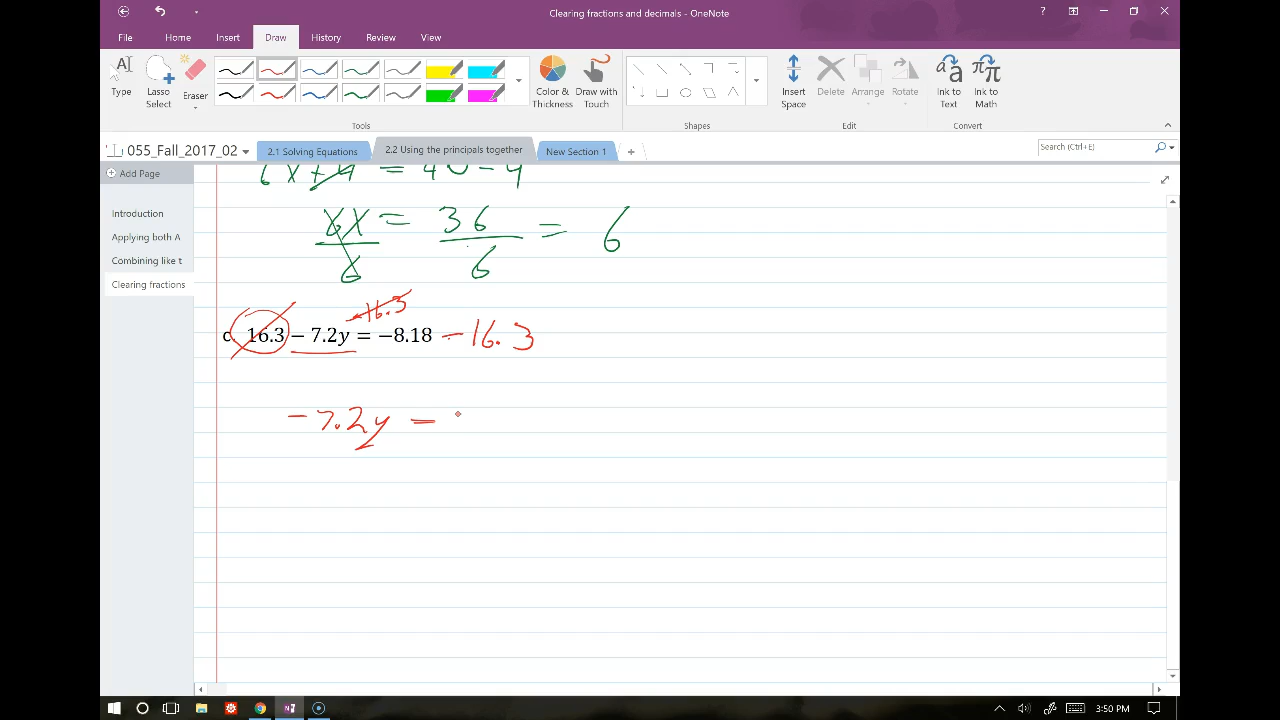 Clearing fractions and decimals - OneNote
?
File Home Insert Draw History Review View
Type Lasso Select Eraser Color & Thickness Draw with Touch Insert Space Delete Arrange Rotate Ink to Text Ink to Math
Tools Shapes Edit Convert
055_Fall_2017_02 2.1 Solving Equations 2.2 Using the principals together New Section 1 +
Search (Ctrl+E)
Add Page
Introduction
Applying both A
Combining like t
Clearing fractions
6x + 4 = 40 - 4
6x/6 = 36/6 = 6
-16.3
c. 16.3 − 7.2y = −8.18 - 16.3
-7.2y =
3:50 PM